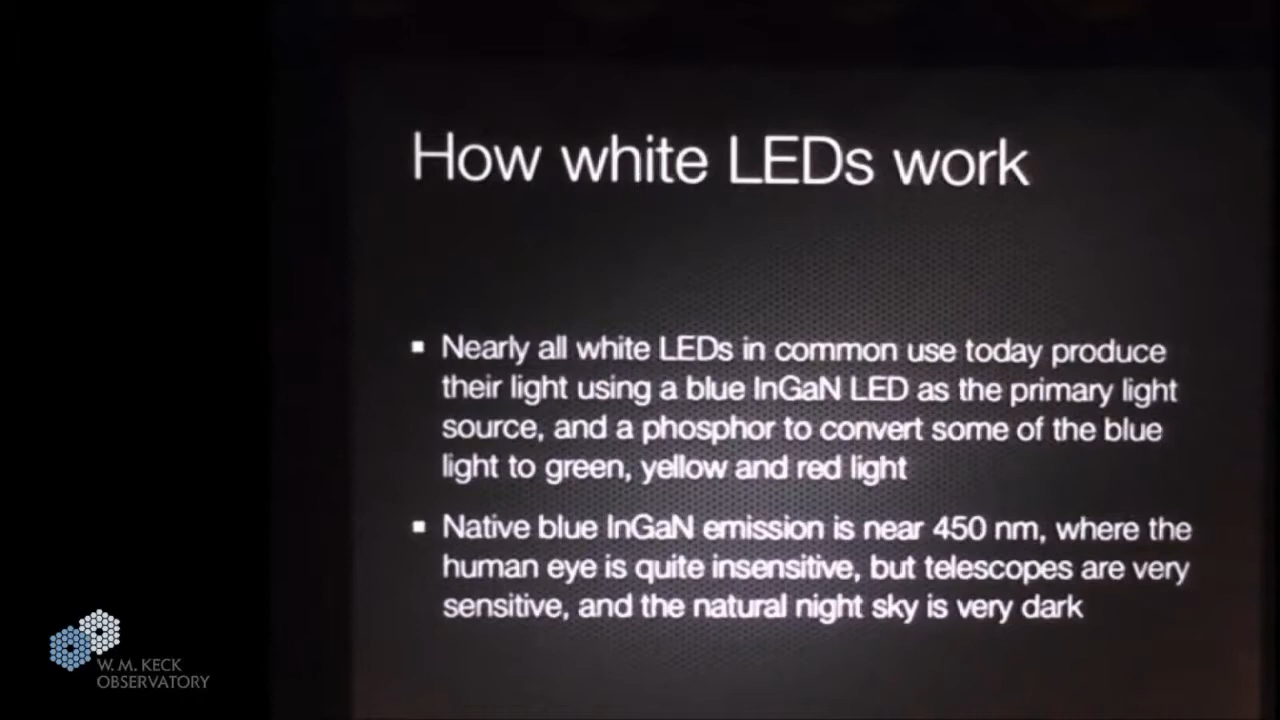 How white LEDs work
▪ Nearly all white LEDs in common use today produce
their light using a blue InGaN LED as the primary light
source, and a phosphor to convert some of the blue
light to green, yellow and red light
▪ Native blue InGaN emission is near 450 nm, where the
human eye is quite insensitive, but telescopes are very
sensitive, and the natural night sky is very dark
W. M. KECK
OBSERVATORY